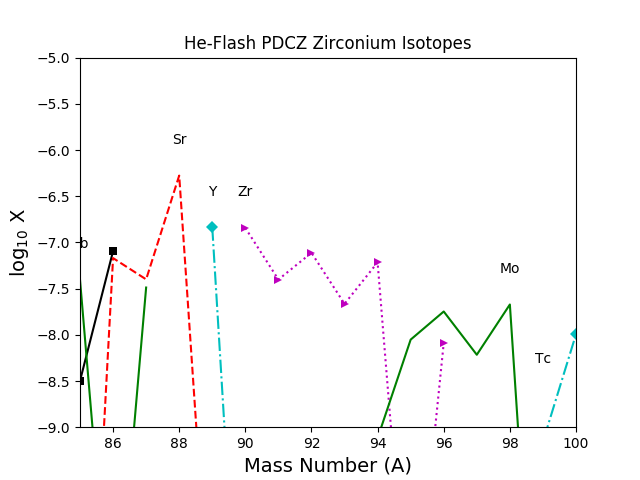 He-Flash PDCZ Zirconium Isotopes
−5.0
−5.5
−6.0
−6.5
−7.0
−7.5
−8.0
−8.5
−9.0
log10 X
b
Sr
Y
Zr
Mo
Tc
86
88
90
92
94
96
98
100
Mass Number (A)